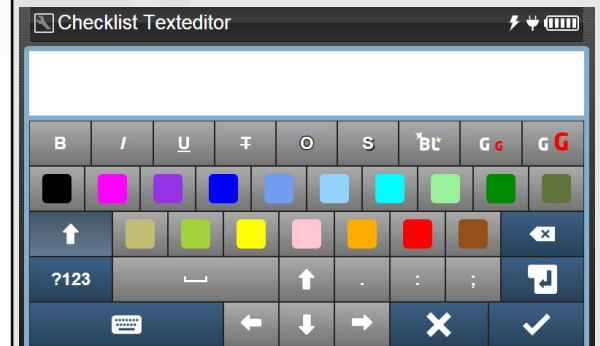 Checklist Texteditor
B I U T O S BL G G G G
?123 . : ;